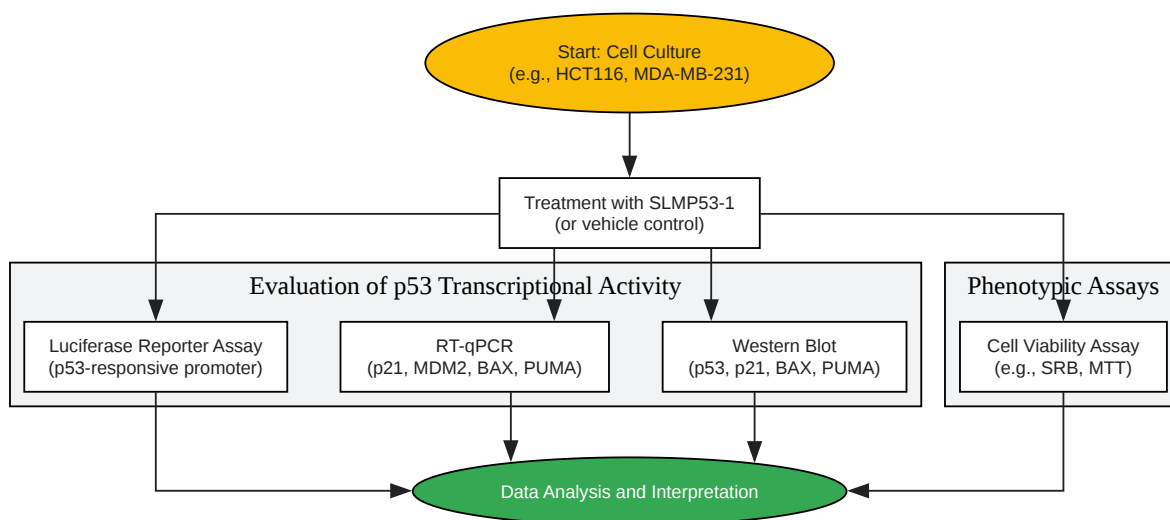 Start: Cell Culture
(e.g., HCT116, MDA-MB-231)
Treatment with SLMP53-1
(or vehicle control)
Evaluation of p53 Transcriptional Activity
Phenotypic Assays
Luciferase Reporter Assay
(p53-responsive promoter)
RT-qPCR
(p21, MDM2, BAX, PUMA)
Western Blot
(p53, p21, BAX, PUMA)
Cell Viability Assay
(e.g., SRB, MTT)
Data Analysis and Interpretation